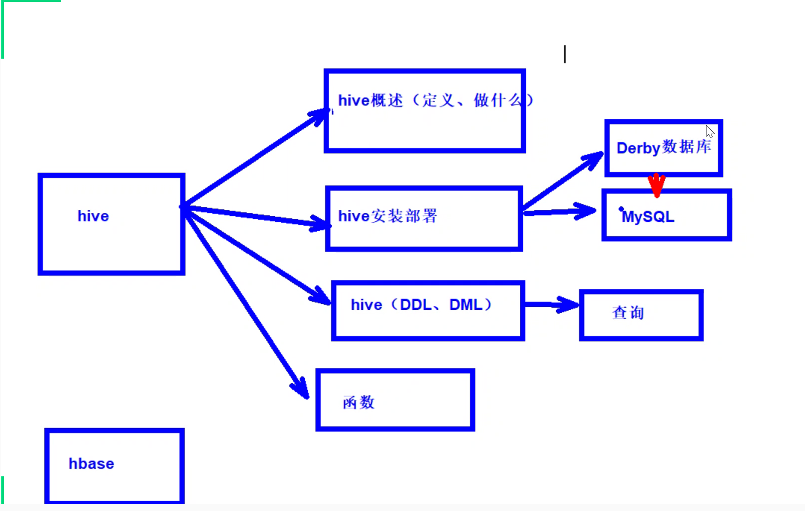 hive概述（定义、做什么）
Derby数据库
hive
hive安装部署
MySQL
hive（DDL、DML）
查询
函数
hbase